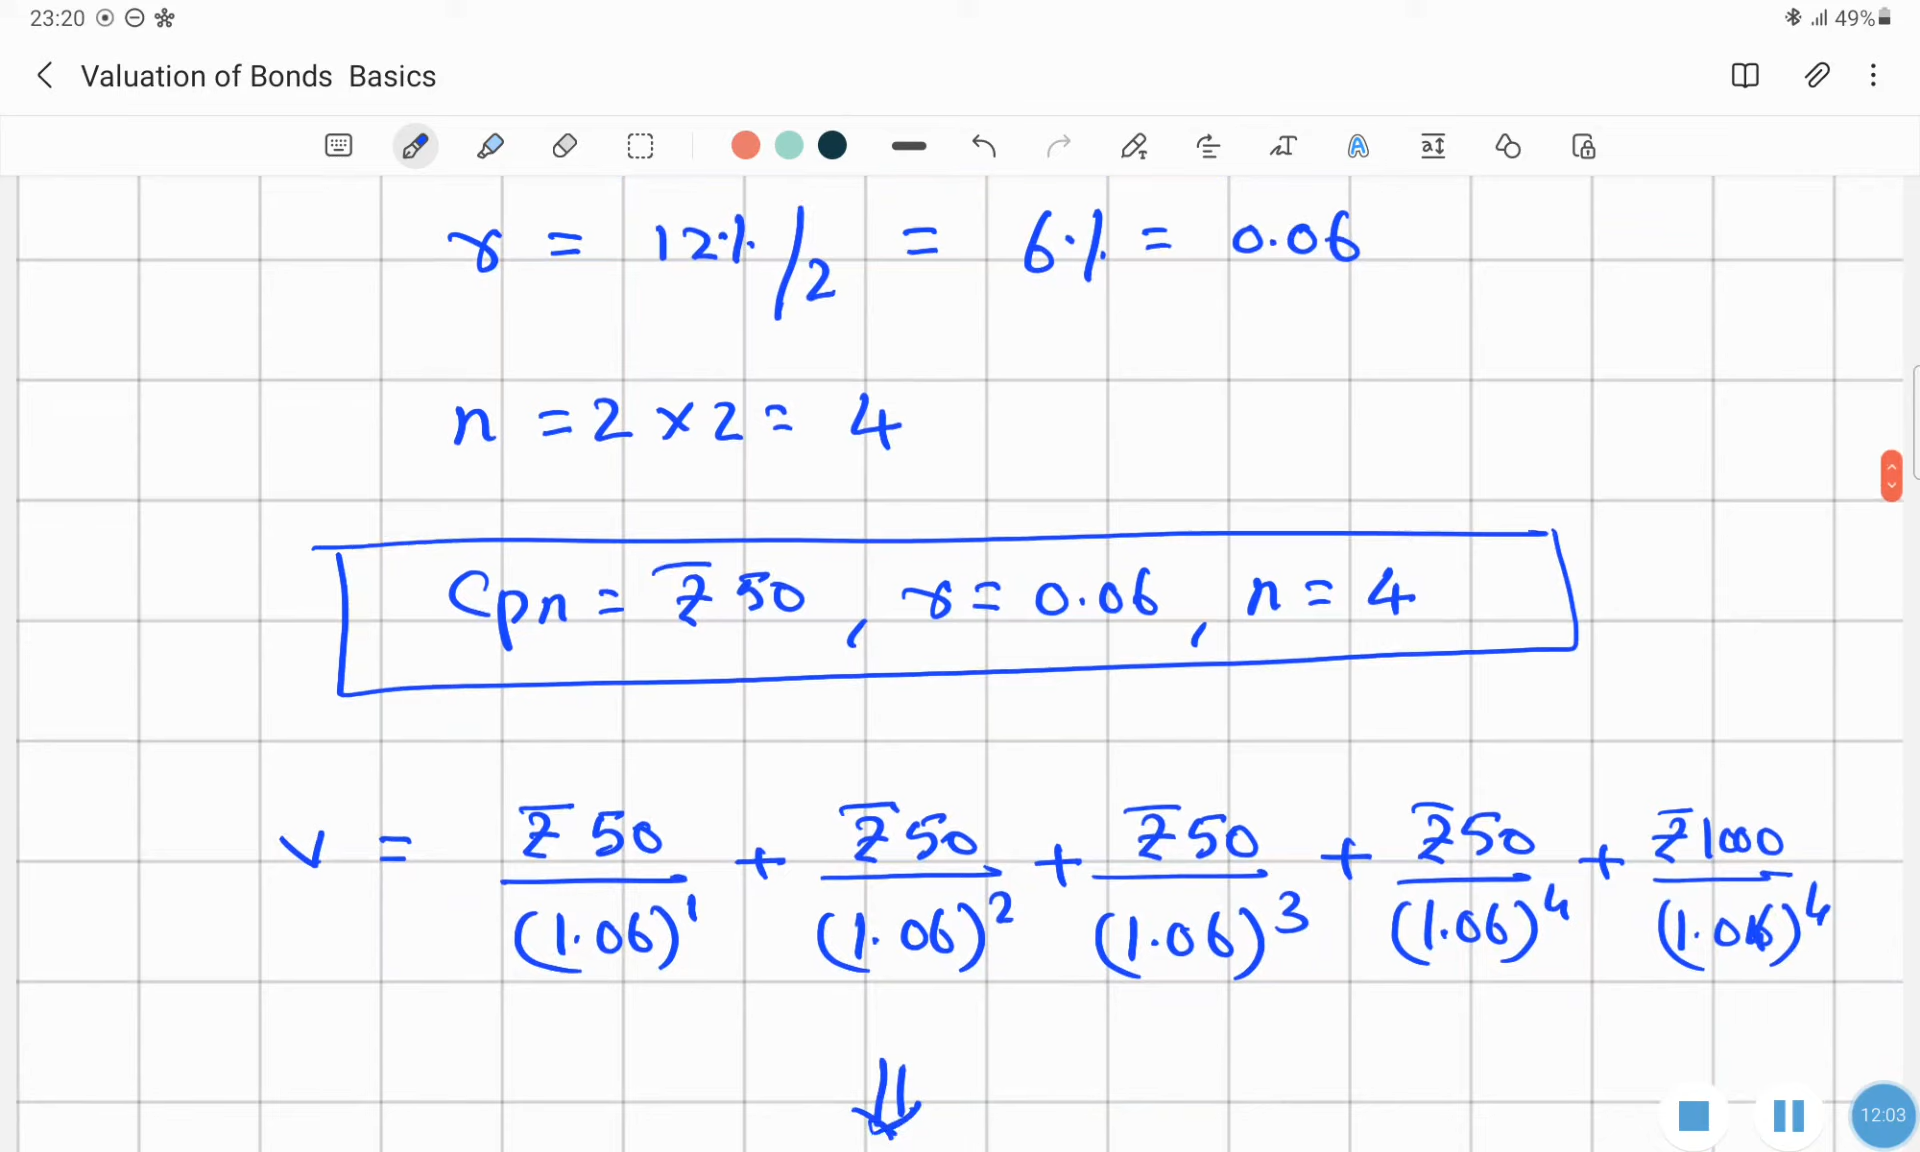 23:20 49%
Valuation of Bonds Basics
r = 12%/2 = 6% = 0.06
n = 2 × 2 = 4
Cpn = ₹50, r = 0.06, n = 4
V = ₹50/(1.06)¹ + ₹50/(1.06)² + ₹50/(1.06)³ + ₹50/(1.06)⁴ + ₹1000/(1.06)⁴
12:03